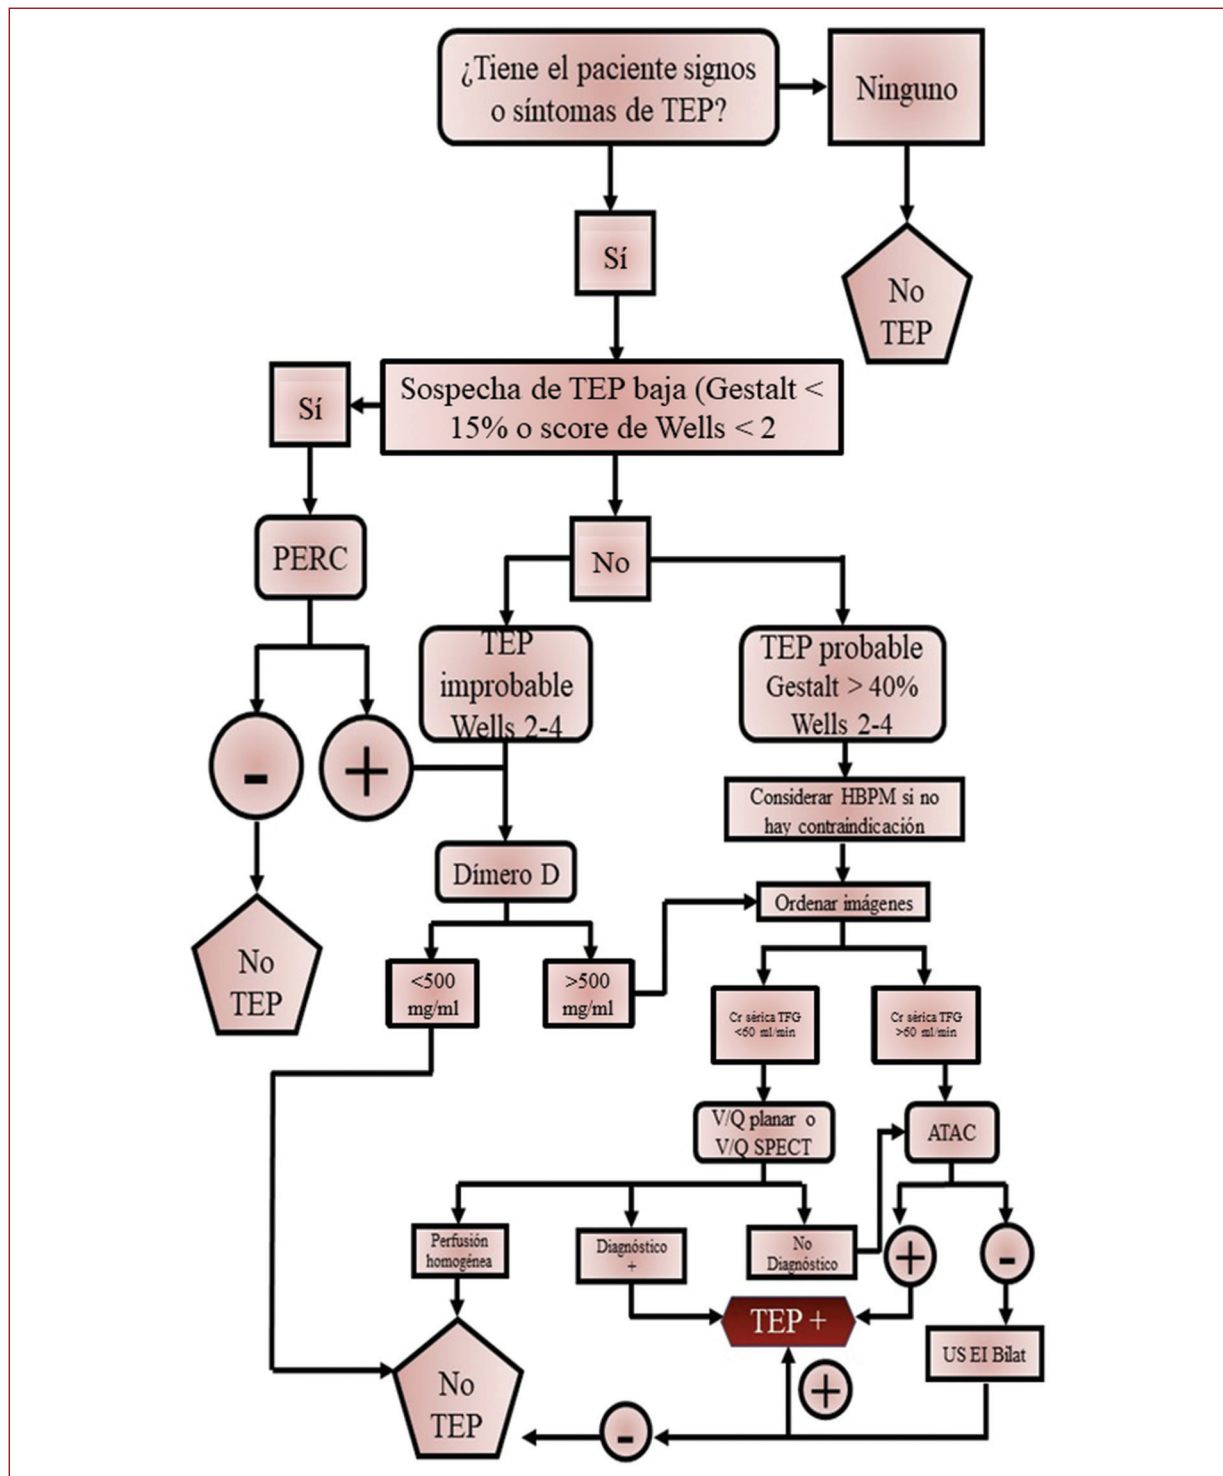 ¿Tiene el paciente signos
o síntomas de TEP?
Ninguno
Sí
No
TEP
Sospecha de TEP baja (Gestalt <
15% o score de Wells < 2
Sí
No
PERC
TEP
improbable
Wells 2-4
TEP probable
Gestalt > 40%
Wells 2-4
-
+
Considerar HBPM si no
hay contraindicación
Dímero D
Ordenar imágenes
No
TEP
<500
mg/ml
>500
mg/ml
Cr sérica TFG
<60 ml/min
Cr sérica TFG
>60 ml/min
V/Q planar o
V/Q SPECT
ATAC
Perfusión
homogénea
Diagnóstico
+
No
Diagnóstico
+
-
TEP +
US EI Bilat
No
TEP
+
-